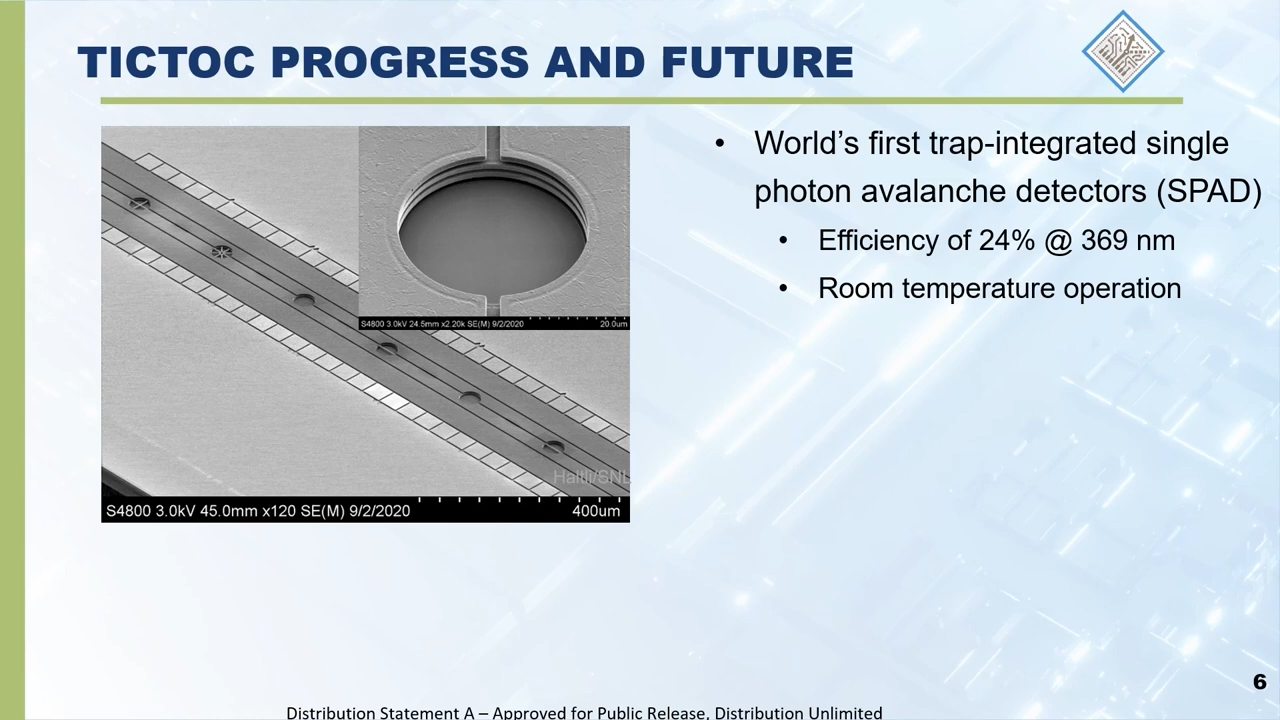 TICTOC PROGRESS AND FUTURE
S4800 3.0kV 24.5mm x2.20k SE(M) 9/2/2020 20.0um
Haltli/SNL
S4800 3.0kV 45.0mm x120 SE(M) 9/2/2020 400um
• World’s first trap-integrated single
photon avalanche detectors (SPAD)
• Efficiency of 24% @ 369 nm
• Room temperature operation
6
Distribution Statement A – Approved for Public Release, Distribution Unlimited